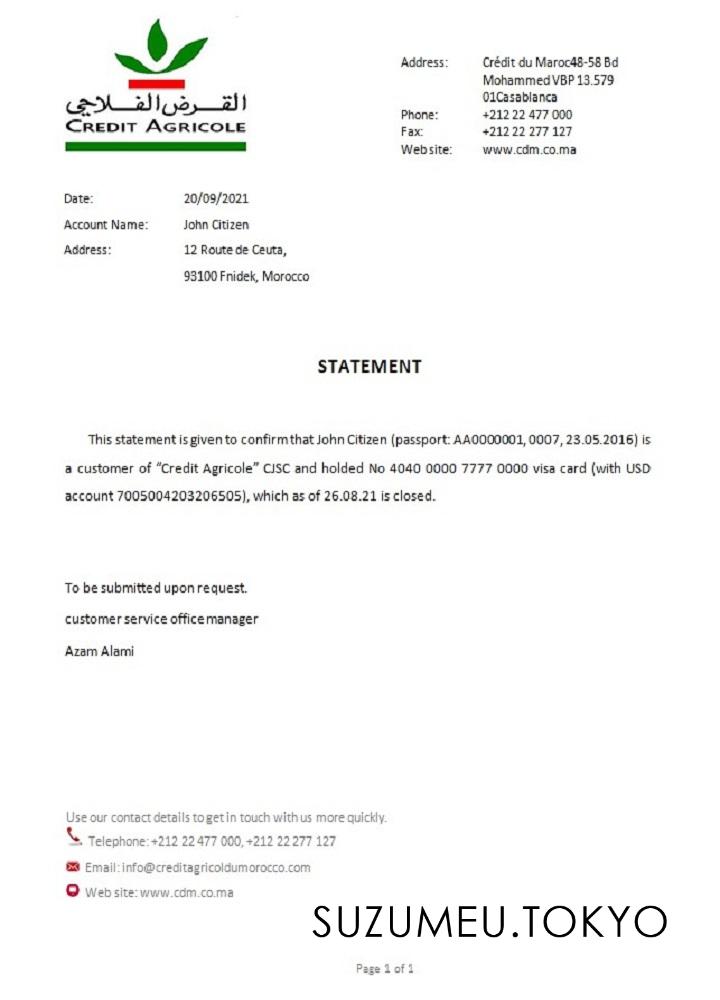 القرض الفلاحي
CREDIT AGRICOLE
Address: Crédit du Maroc48-58 Bd
Mohammed VBP 13.579
01Casablanca
Phone: +212 22 477 000
Fax: +212 22 277 127
Website: www.cdm.co.ma
Date: 20/09/2021
Account Name: John Citizen
Address: 12 Route de Ceuta,
93100 Fnidek, Morocco
STATEMENT
This statement is given to confirm that John Citizen (passport: AA0000001, 0007, 23.05.2016) is
a customer of “Credit Agricole” CJSC and holded No 4040 0000 7777 0000 visa card (with USD
account 7005004203206505), which as of 26.08.21 is closed.
To be submitted upon request.
customer service office manager
Azam Alami
Use our contact details to get in touch with us more quickly.
Telephone: +212 22 477 000, +212 22 277 127
Email: info@creditagricoldumorocco.com
Web site: www.cdm.co.ma
SUZUMEU.TOKYO
Page 1 of 1